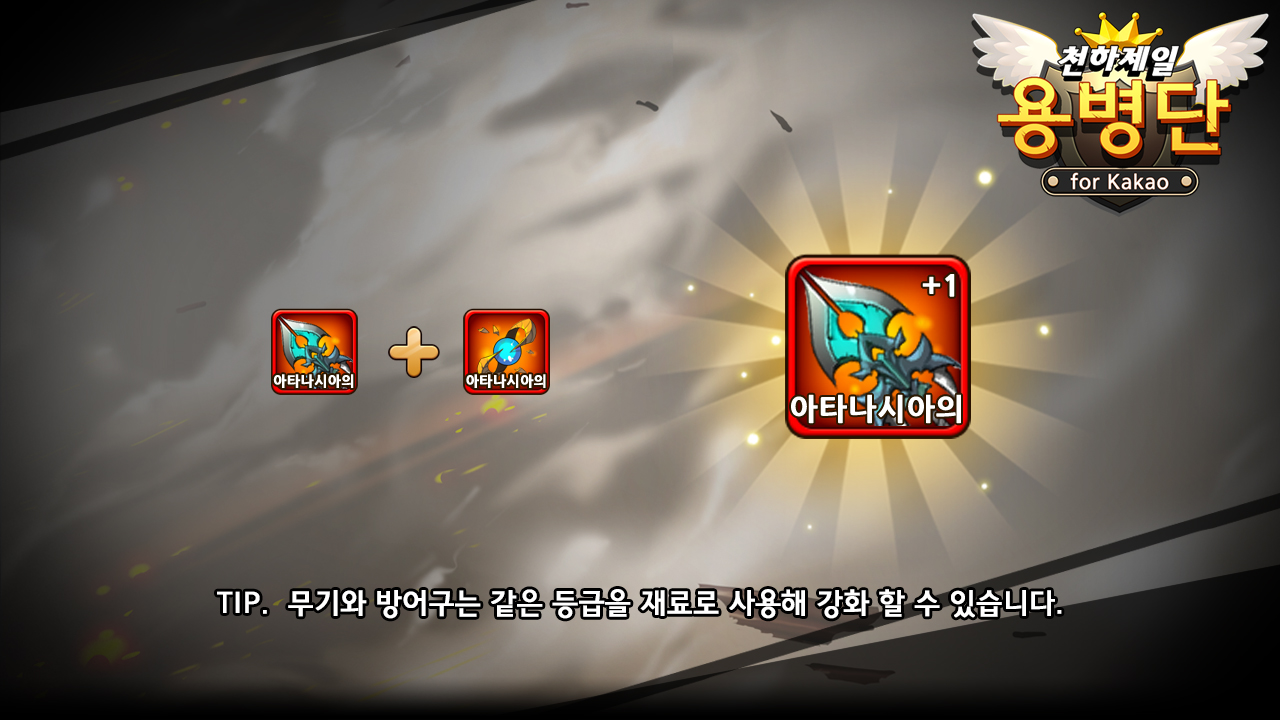 천하제일
용병단
for Kakao
+1
아타나시아의
아타나시아의
아타나시아의
TIP. 무기와 방어구는 같은 등급을 재료로 사용해 강화 할 수 있습니다.